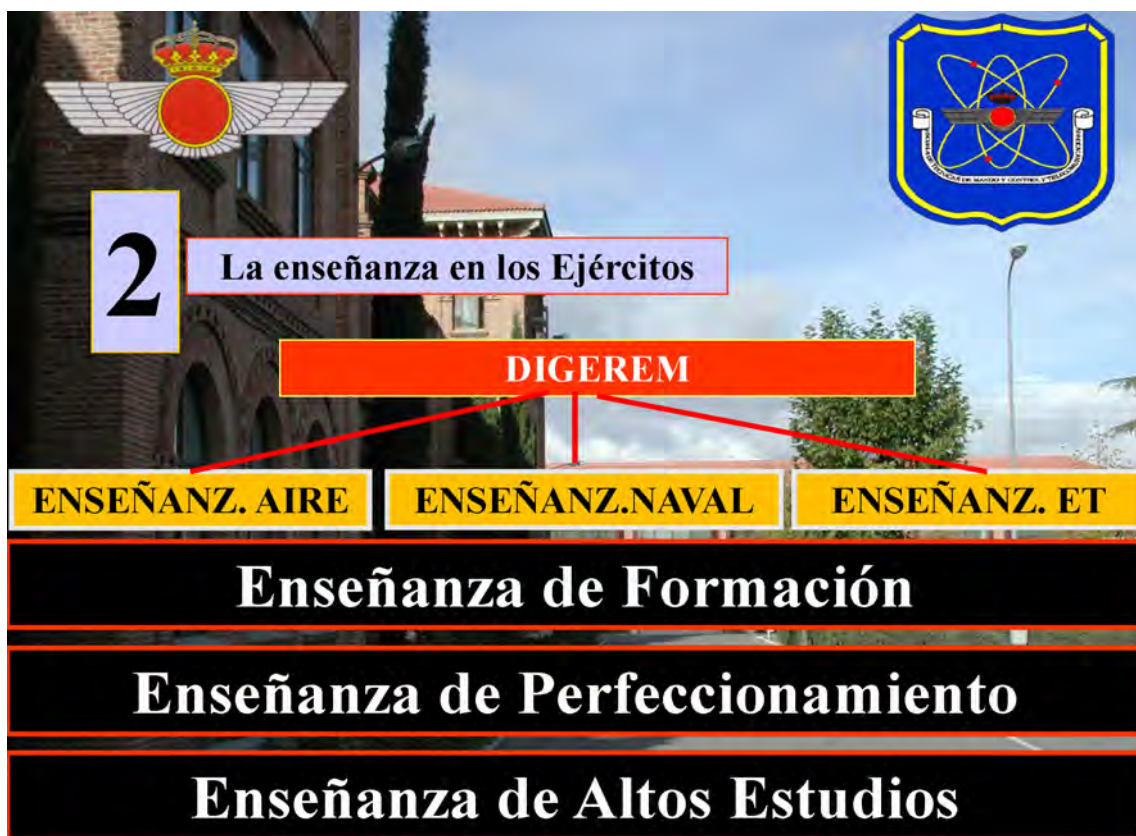 2
La enseñanza en los Ejércitos
DIGEREM
ENSEÑANZ. AIRE
ENSEÑANZ.NAVAL
ENSEÑANZ. ET
Enseñanza de Formación
Enseñanza de Perfeccionamiento
Enseñanza de Altos Estudios